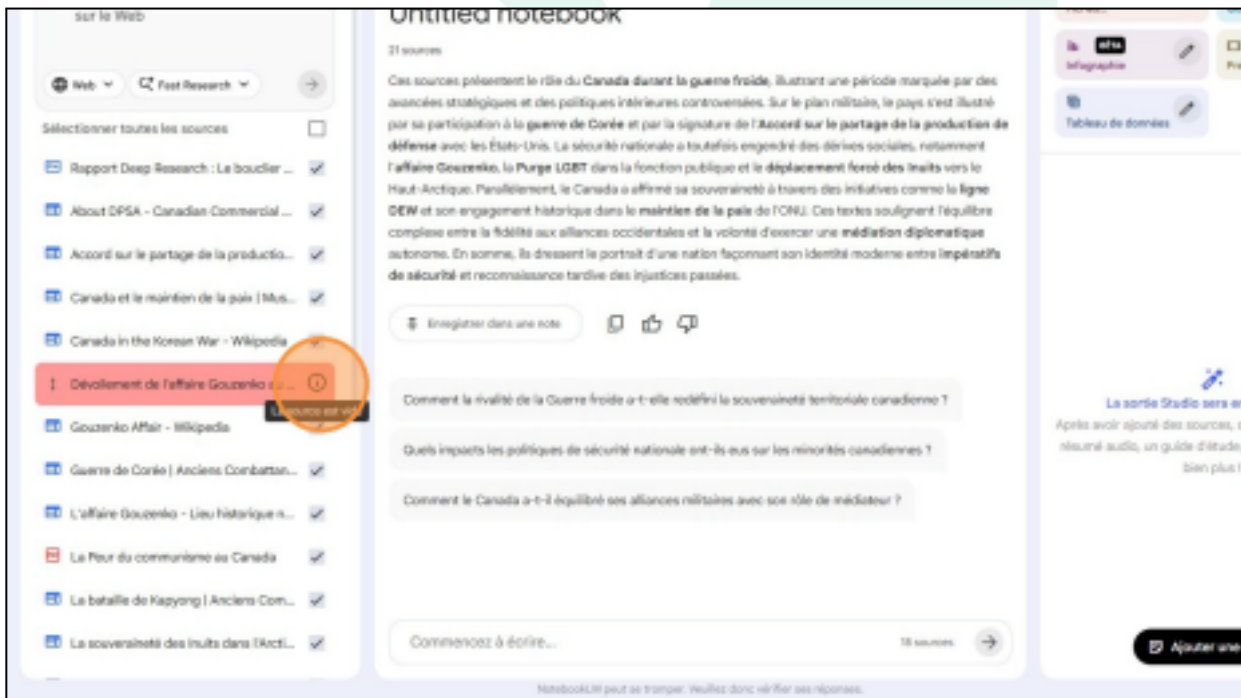 sur le Web
Web
Fast Research
Sélectionner toutes les sources
Rapport Deep Research : Le bouclier ...
About DPSA - Canadian Commercial ...
Accord sur le partage de la productio...
Canada et le maintien de la paix | Mus...
Canada in the Korean War - Wikipedia
Dévoilement de l'affaire Gouzenko au ...
La source est vid
Gouzenko Affair - Wikipedia
Guerre de Corée | Anciens Combattan...
L'affaire Gouzenko - Lieu historique n...
La Peur du communisme au Canada
La bataille de Kapyong | Anciens Com...
La souveraineté des inuits dans l'Arcti...
Untitled notebook
21 sources
Ces sources présentent le rôle du Canada durant la guerre froide, illustrant une période marquée par des
avancées stratégiques et des politiques intérieures controversées. Sur le plan militaire, le pays s'est illustré
par sa participation à la guerre de Corée et par la signature de l'Accord sur le partage de la production de
défense avec les États-Unis. La sécurité nationale a toutefois engendré des dérives sociales, notamment
l'affaire Gouzenko, la Purge LGBT dans la fonction publique et le déplacement forcé des Inuits vers le
Haut-Arctique. Parallèlement, le Canada a affirmé sa souveraineté à travers des initiatives comme la ligne
DEW et son engagement historique dans le maintien de la paix de l'ONU. Ces textes soulignent l'équilibre
complexe entre la fidélité aux alliances occidentales et la volonté d'exercer une médiation diplomatique
autonome. En somme, ils dressent le portrait d'une nation façonnant son identité moderne entre impératifs
de sécurité et reconnaissance tardive des injustices passées.
Enregistrer dans une note
Comment la rivalité de la Guerre froide a-t-elle redéfini la souveraineté territoriale canadienne ?
Quels impacts les politiques de sécurité nationale ont-ils eus sur les minorités canadiennes ?
Comment le Canada a-t-il équilibré ses alliances militaires avec son rôle de médiateur ?
Commencez à écrire...
18 sources
NotebookLM peut se tromper. Veuillez donc vérifier ses réponses.
BÊTA
Infographie
Tableau de données
La sortie Studio sera en
Après avoir ajouté des sources,
résumé audio, un guide d'étude,
bien plus
Ajouter une